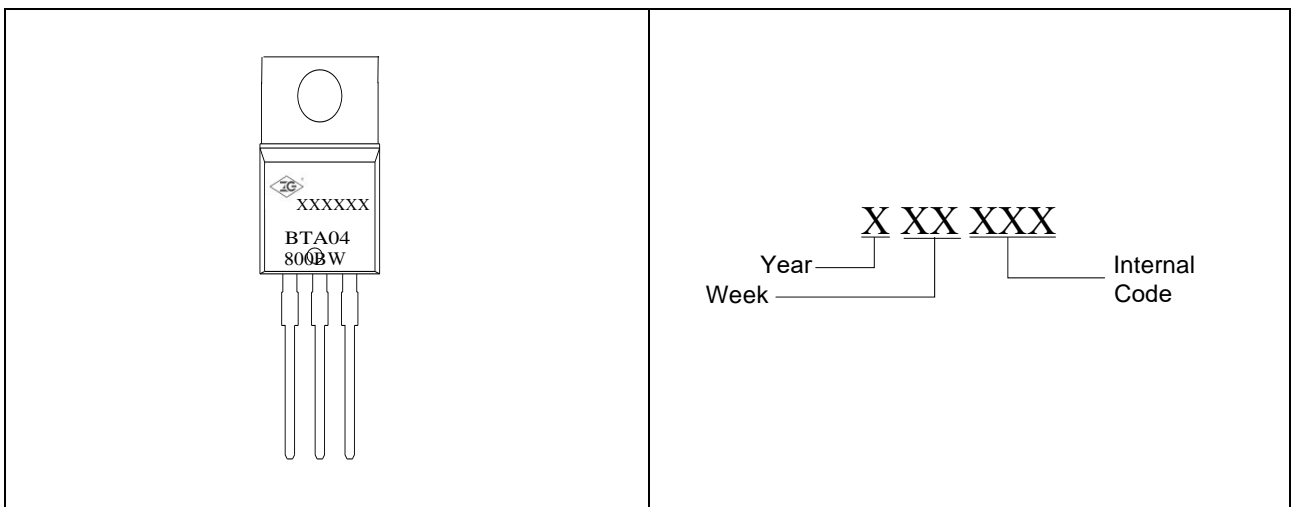 XXXXXX
BTA04
800BW
X XX XXX
Year
Week
Internal
Code